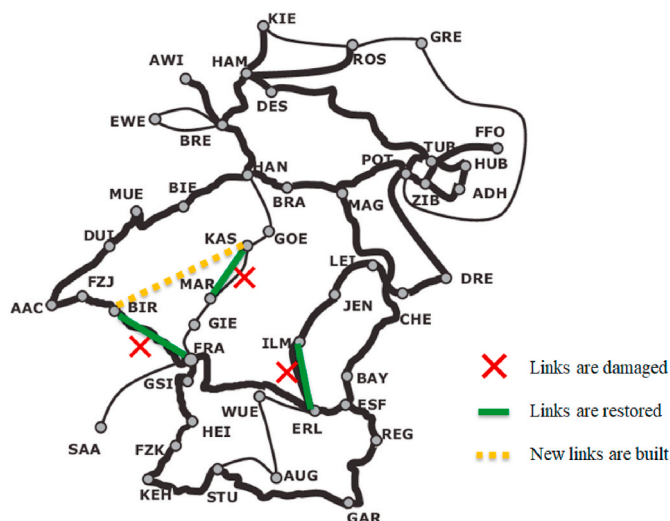 KIE
GRE
ROS
AWI
HAM
DES
EWE
BRE
TUB
FFO
POT
HUB
HAN
ZIB
ADH
BIE
BRA
MAG
MUE
KAS
GOE
DUI
LEI
DRE
FZJ
MAR
JEN
AAC
BIR
CHE
GIE
ILM
FRA
Links are damaged
GSI
BAY
WUE
ESF
Links are restored
SAA
HEI
ERL
REG
FZK
New links are built
KEH
STU
AUG
GAR